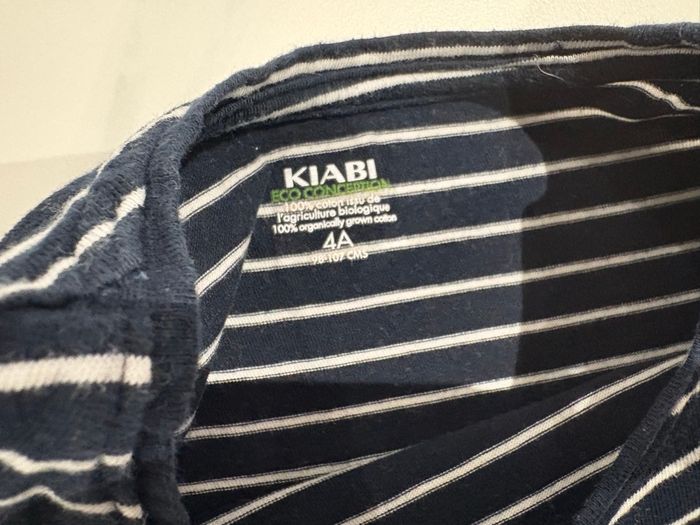 KIABI
ECO CONCEPTION
100% coton issu de
l'agriculture biologique
100% organically grown cotton
4A
98-107 CMS